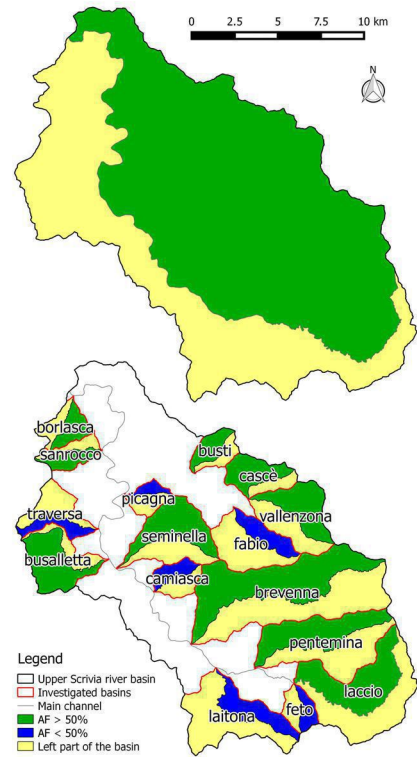 0 2.5 5 7.5 10 km
N
borlasca
sanrocco
busti
cascè
picagna
traversa
vallenzona
seminella
fabio
busalletta
camiasca
brevenna
pentemina
laccio
feto
laitona
Legend
Upper Scrivia river basin
Investigated basins
Main channel
AF > 50%
AF < 50%
Left part of the basin